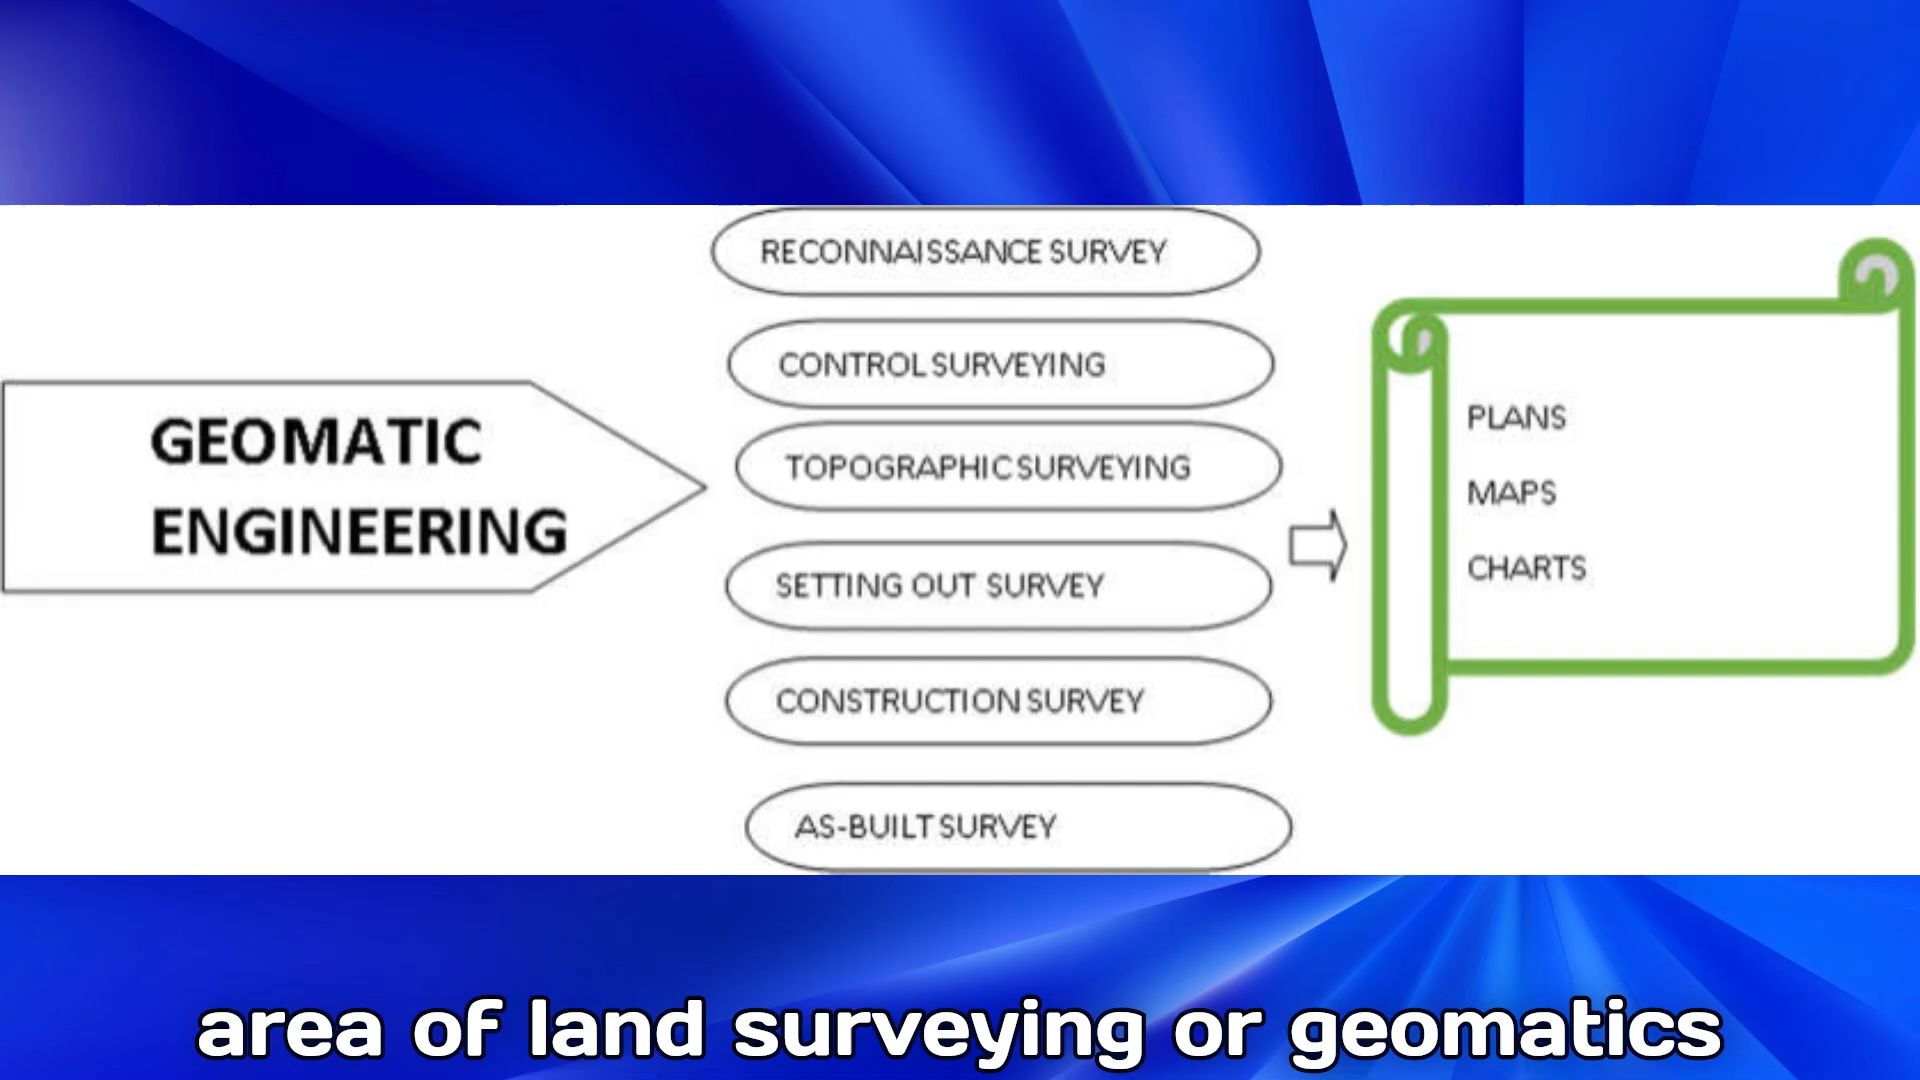 GEOMATIC
ENGINEERING
RECONNAISSANCE SURVEY
CONTROL SURVEYING
TOPOGRAPHIC SURVEYING
SETTING OUT SURVEY
CONSTRUCTION SURVEY
AS-BUILT SURVEY
PLANS
MAPS
CHARTS
area of land surveying or geomatics